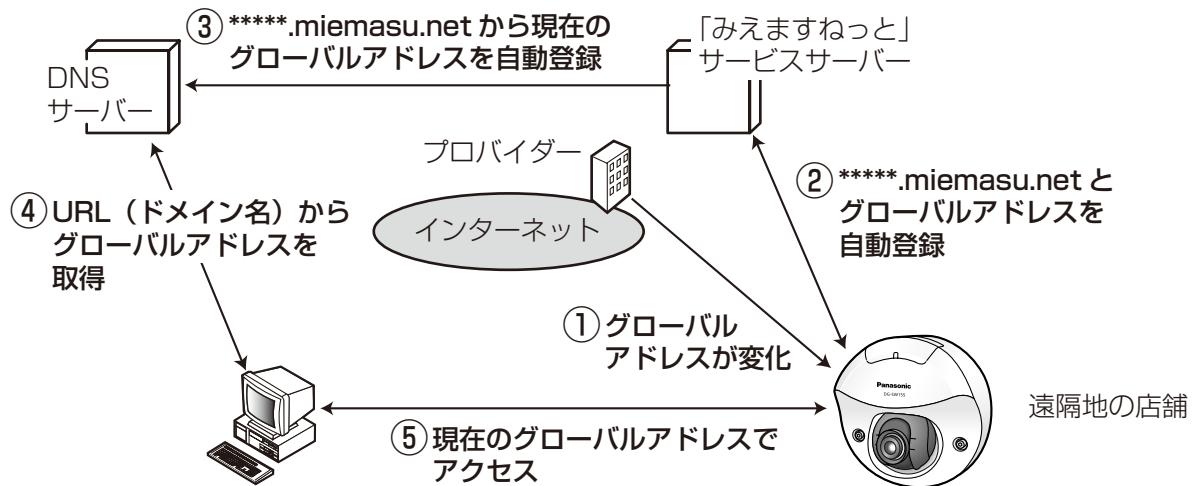 ③*****.miemasu.net から現在の
グローバルアドレスを自動登録
「みえますねっと」
サービスサーバー
DNS
サーバー
プロバイダー
インターネット
②*****.miemasu.net と
グローバルアドレスを
自動登録
④URL（ドメイン名）から
グローバルアドレスを
取得
①グローバル
アドレスが変化
Panasonic
DG-SW155
遠隔地の店舗
⑤現在のグローバルアドレスで
アクセス